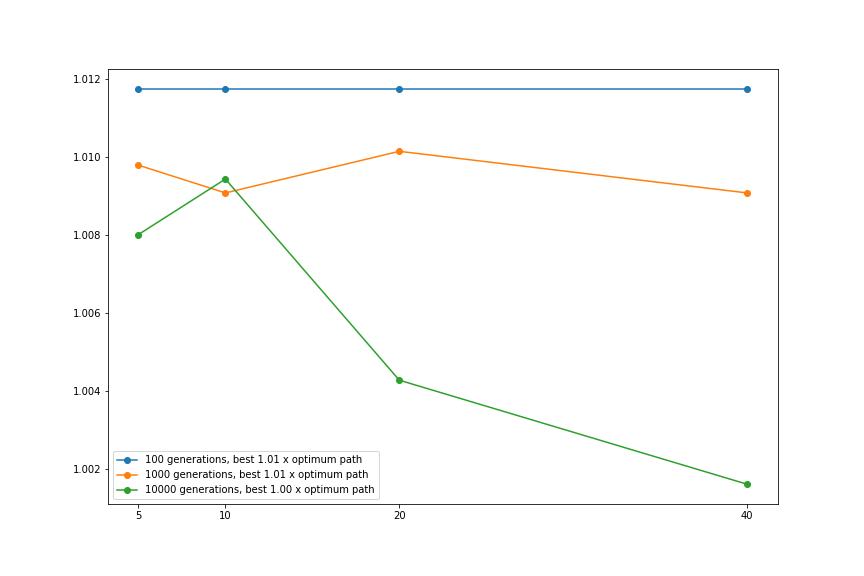 1.012
1.010
1.008
1.006
1.004
1.002
100 generations, best 1.01 x optimum path
1000 generations, best 1.01 x optimum path
10000 generations, best 1.00 x optimum path
5 10 20 40